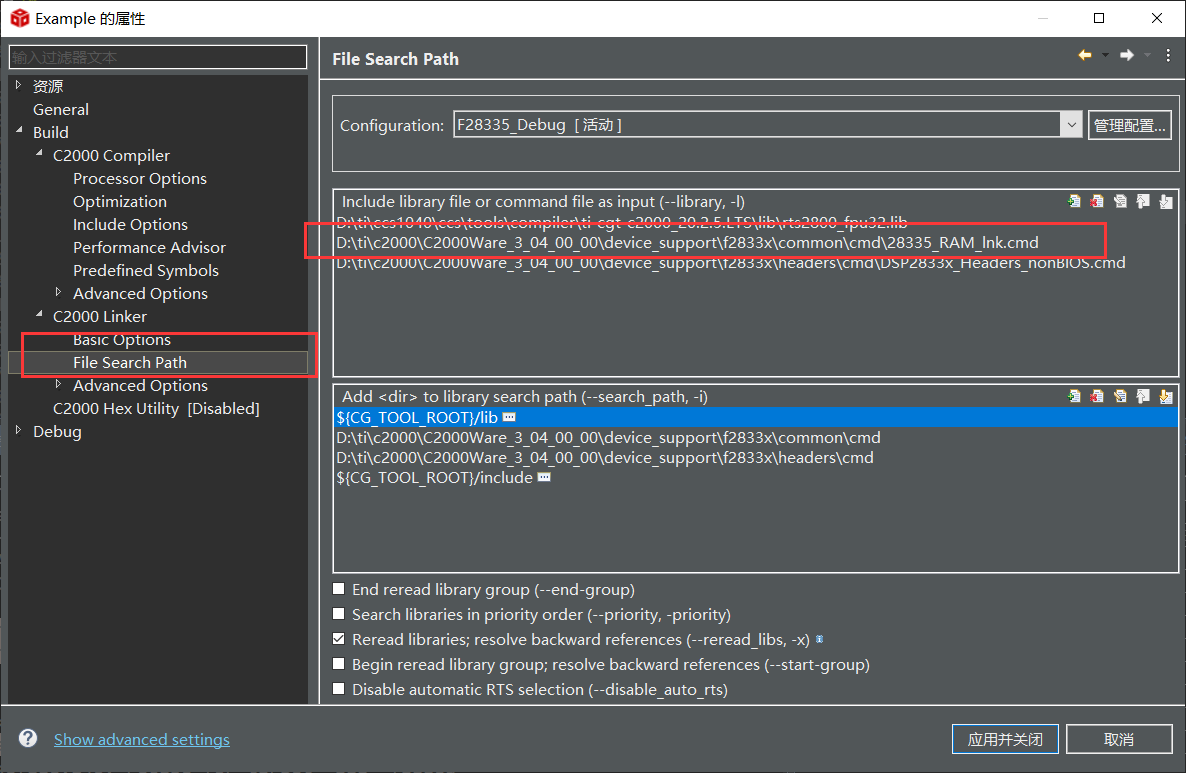 Example 的属性
输入过滤器文本
资源
General
Build
C2000 Compiler
Processor Options
Optimization
Include Options
Performance Advisor
Predefined Symbols
Advanced Options
C2000 Linker
Basic Options
File Search Path
Advanced Options
C2000 Hex Utility [Disabled]
Debug
File Search Path
Configuration: F28335_Debug [ 活动 ] 管理配置...
Include library file or command file as input (--library, -l)
D:\ti\ccs1040\ccs\tools\compiler\ti-cgt-c2000_20.2.5.LTS\lib\rts2800_fpu32.lib
D:\ti\c2000\C2000Ware_3_04_00_00\device_support\f2833x\common\cmd\28335_RAM_lnk.cmd
D:\ti\c2000\C2000Ware_3_04_00_00\device_support\f2833x\headers\cmd\DSP2833x_Headers_nonBIOS.cmd
Add <dir> to library search path (--search_path, -i)
${CG_TOOL_ROOT}/lib
D:\ti\c2000\C2000Ware_3_04_00_00\device_support\f2833x\common\cmd
D:\ti\c2000\C2000Ware_3_04_00_00\device_support\f2833x\headers\cmd
${CG_TOOL_ROOT}/include
End reread library group (--end-group)
Search libraries in priority order (--priority, -priority)
Reread libraries; resolve backward references (--reread_libs, -x)
Begin reread library group; resolve backward references (--start-group)
Disable automatic RTS selection (--disable_auto_rts)
Show advanced settings
应用并关闭
取消